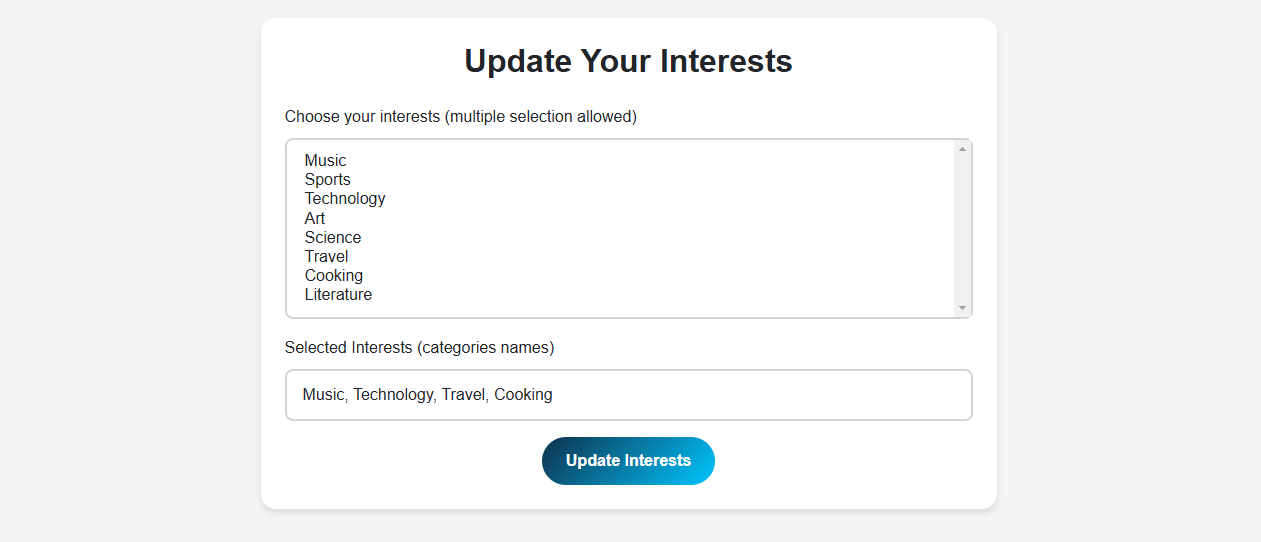 Update Your Interests
Choose your interests (multiple selection allowed)
Music
Sports
Technology
Art
Science
Travel
Cooking
Literature
Selected Interests (categories names)
Music, Technology, Travel, Cooking
Update Interests